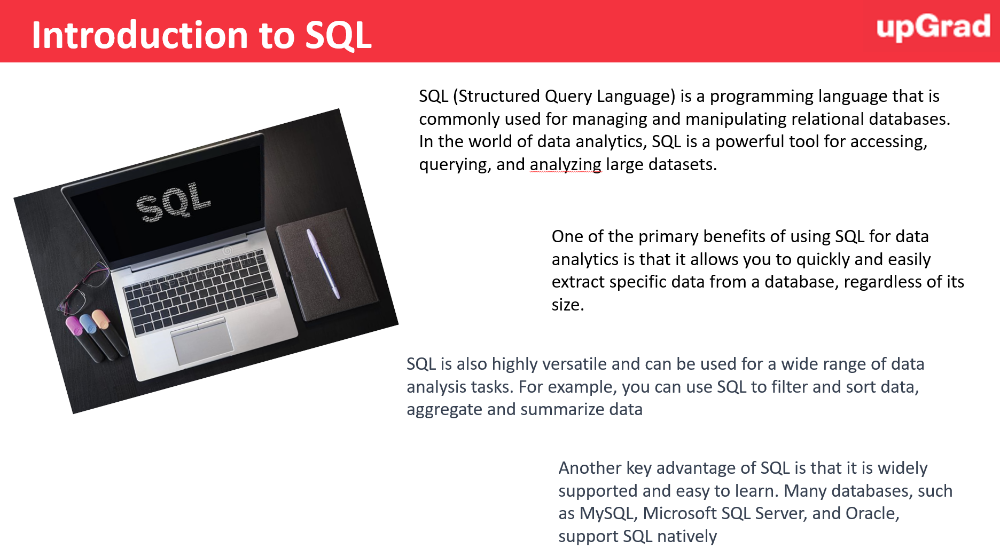 Introduction to SQL
upGrad
SQL (Structured Query Language) is a programming language that is
commonly used for managing and manipulating relational databases.
In the world of data analytics, SQL is a powerful tool for accessing,
querying, and analyzing large datasets.
SQL
dreamstime
One of the primary benefits of using SQL for data
analytics is that it allows you to quickly and easily
extract specific data from a database, regardless of its
size.
SQL is also highly versatile and can be used for a wide range of data
analysis tasks. For example, you can use SQL to filter and sort data,
aggregate and summarize data
Another key advantage of SQL is that it is widely
supported and easy to learn. Many databases, such
as MySQL, Microsoft SQL Server, and Oracle,
support SQL natively